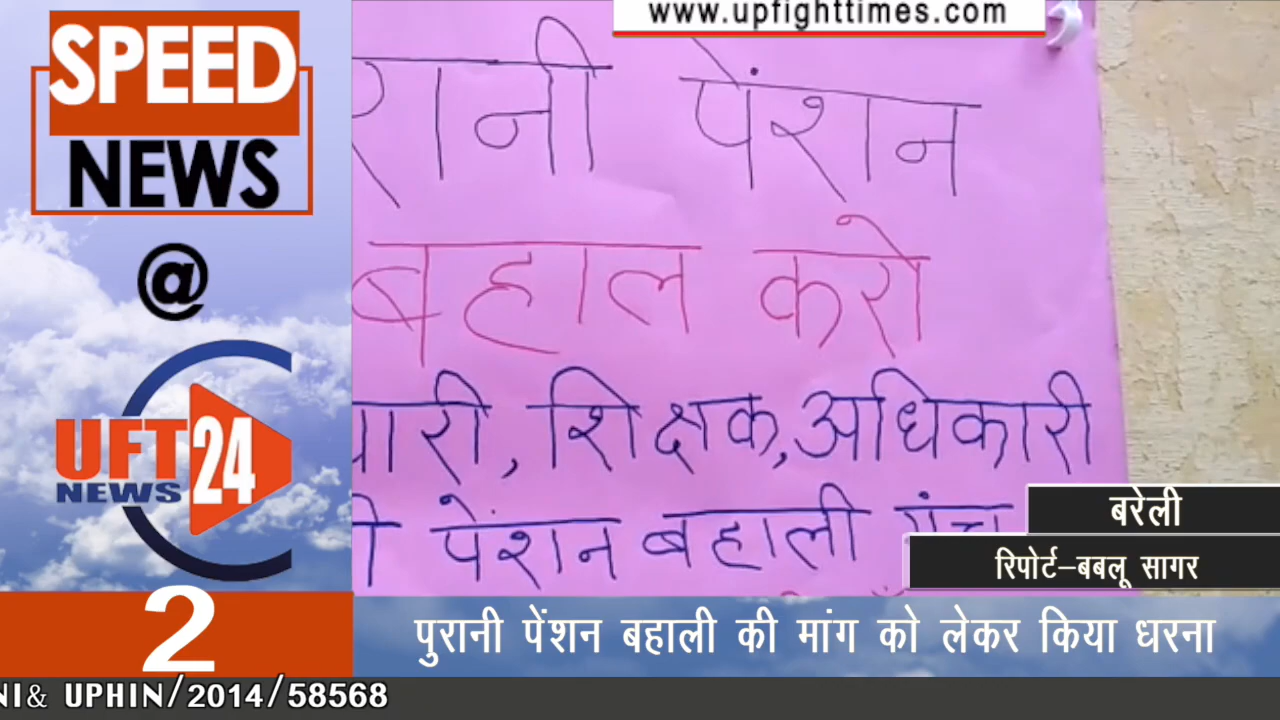 www.upfighttimes.com
SPEED
NEWS
@
UFT 24
NEWS
2
रानी पेंशन
बहाल करो
ारी, शिक्षक, अधिकारी
ी पेंशन बहाली
बरेली
रिपोर्ट-बबलू सागर
पुरानी पेंशन बहाली की मांग को लेकर किया धरना
NI& UPHIN/2014/58568